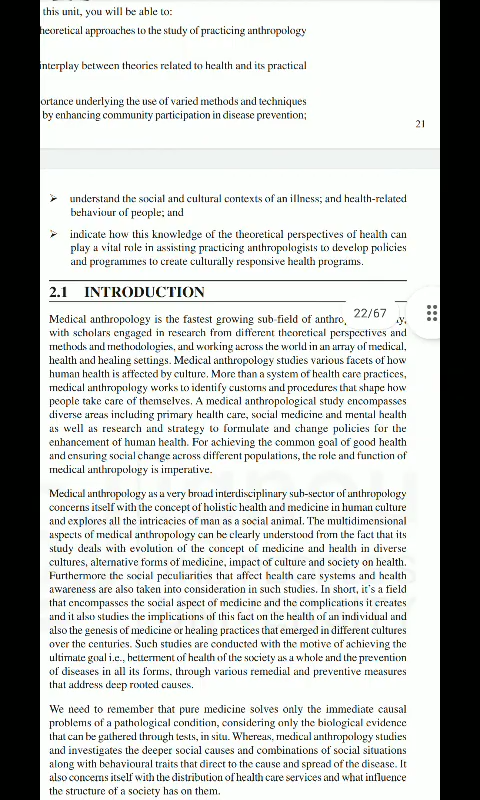 this unit, you will be able to:
heoretical approaches to the study of practicing anthropology
interplay between theories related to health and its practical
ortance underlying the use of varied methods and techniques
by enhancing community participation in disease prevention;
21
➢ understand the social and cultural contexts of an illness; and health-related
behaviour of people; and
➢ indicate how this knowledge of the theoretical perspectives of health can
play a vital role in assisting practicing anthropologists to develop policies
and programmes to create culturally responsive health programs.
2.1 INTRODUCTION
22/67
Medical anthropology is the fastest growing sub-field of anthro y,
with scholars engaged in research from different theoretical perspectives and
methods and methodologies, and working across the world in an array of medical,
health and healing settings. Medical anthropology studies various facets of how
human health is affected by culture. More than a system of health care practices,
medical anthropology works to identify customs and procedures that shape how
people take care of themselves. A medical anthropological study encompasses
diverse areas including primary health care, social medicine and mental health
as well as research and strategy to formulate and change policies for the
enhancement of human health. For achieving the common goal of good health
and ensuring social change across different populations, the role and function of
medical anthropology is imperative.
Medical anthropology as a very broad interdisciplinary sub-sector of anthropology
concerns itself with the concept of holistic health and medicine in human culture
and explores all the intricacies of man as a social animal. The multidimensional
aspects of medical anthropology can be clearly understood from the fact that its
study deals with evolution of the concept of medicine and health in diverse
cultures, alternative forms of medicine, impact of culture and society on health.
Furthermore the social peculiarities that affect health care systems and health
awareness are also taken into consideration in such studies. In short, it's a field
that encompasses the social aspect of medicine and the complications it creates
and it also studies the implications of this fact on the health of an individual and
also the genesis of medicine or healing practices that emerged in different cultures
over the centuries. Such studies are conducted with the motive of achieving the
ultimate goal i.e., betterment of health of the society as a whole and the prevention
of diseases in all its forms, through various remedial and preventive measures
that address deep rooted causes.
We need to remember that pure medicine solves only the immediate causal
problems of a pathological condition, considering only the biological evidence
that can be gathered through tests, in situ. Whereas, medical anthropology studies
and investigates the deeper social causes and combinations of social situations
along with behavioural traits that direct to the cause and spread of the disease. It
also concerns itself with the distribution of health care services and what influence
the structure of a society has on them.